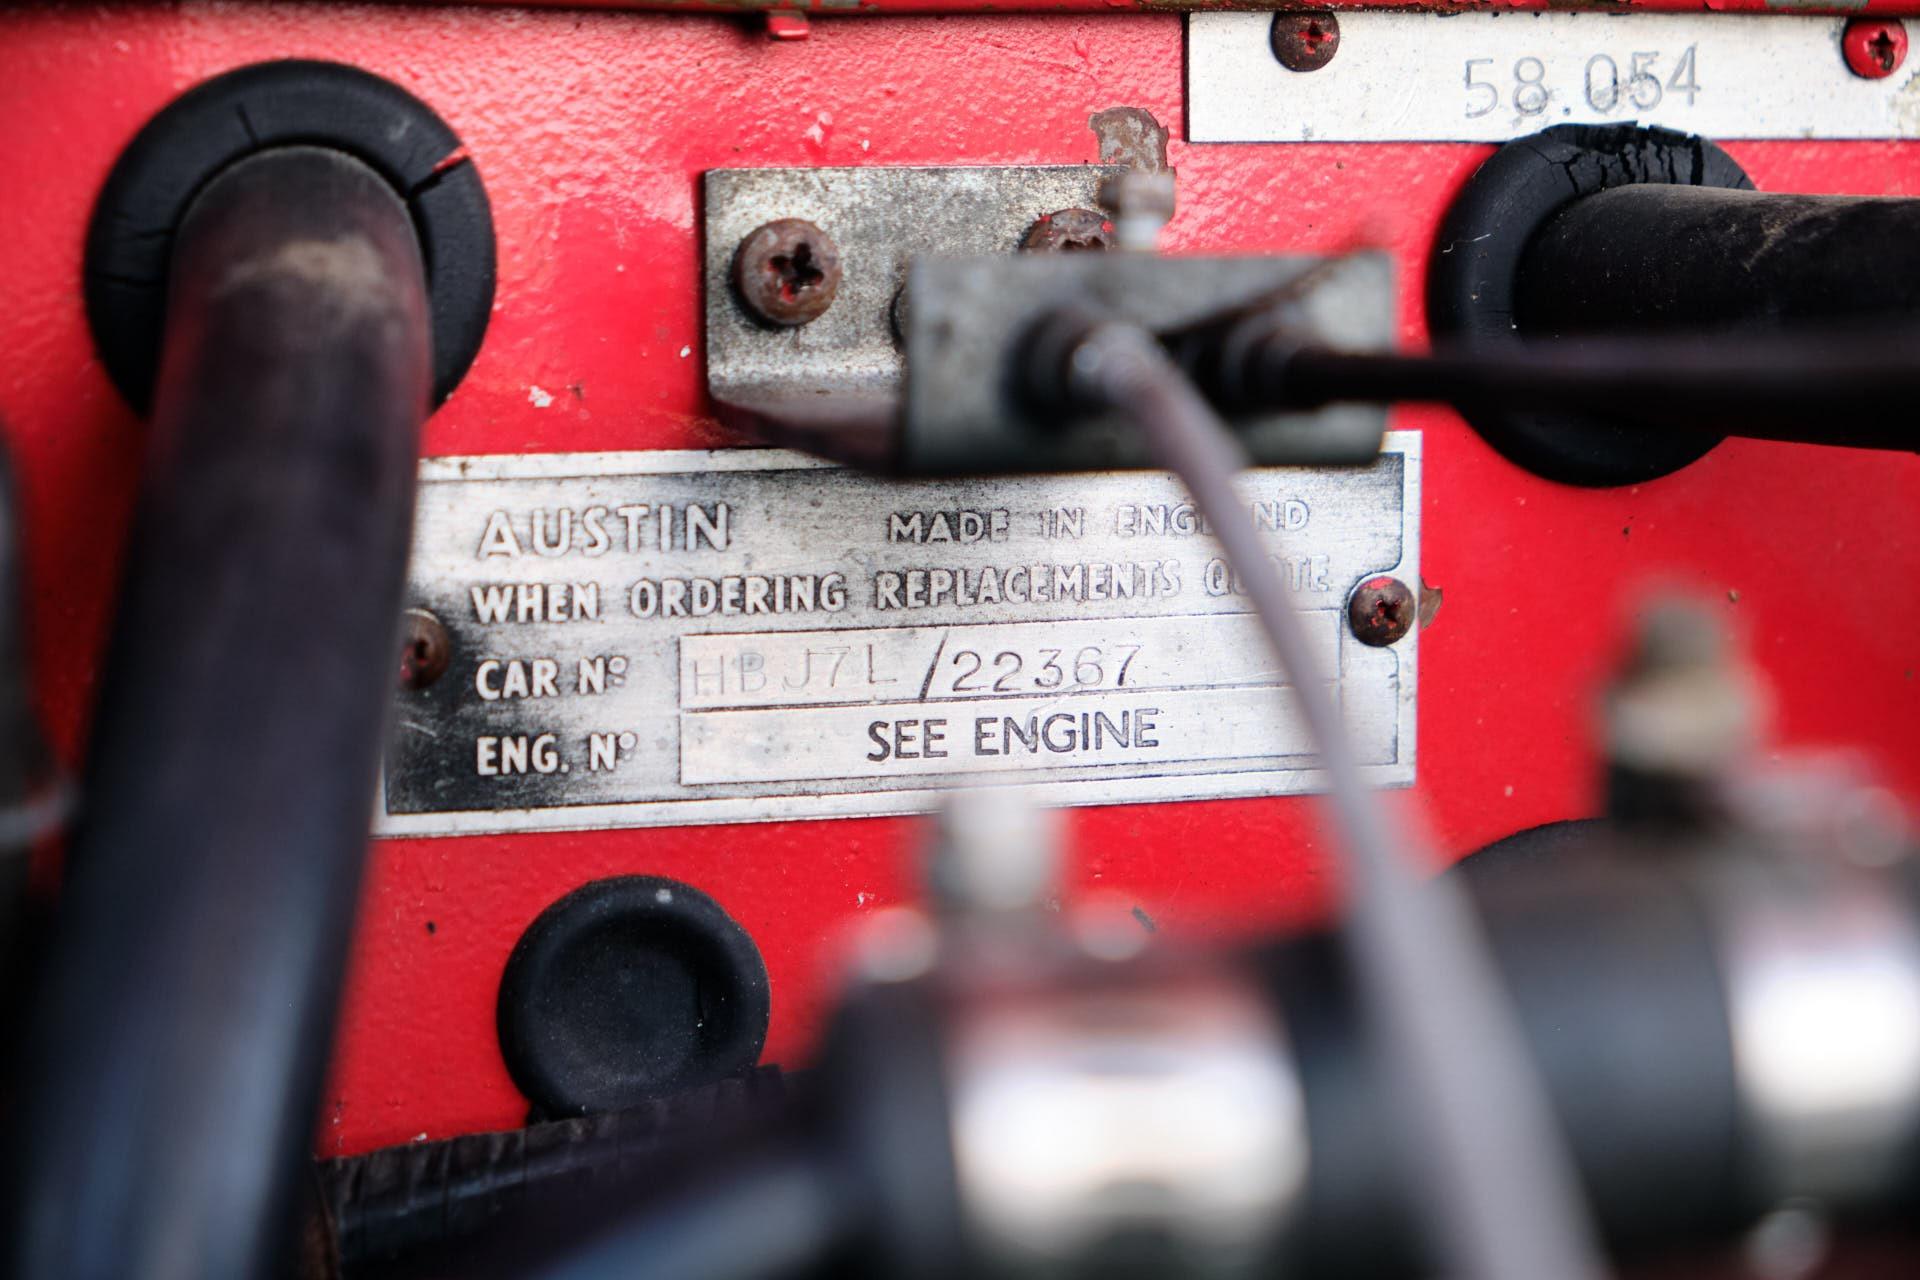 58.054
AUSTIN MADE IN ENGLAND
WHEN ORDERING REPLACEMENTS QUOTE
CAR Nº HBJ7L/22367
ENG. Nº SEE ENGINE